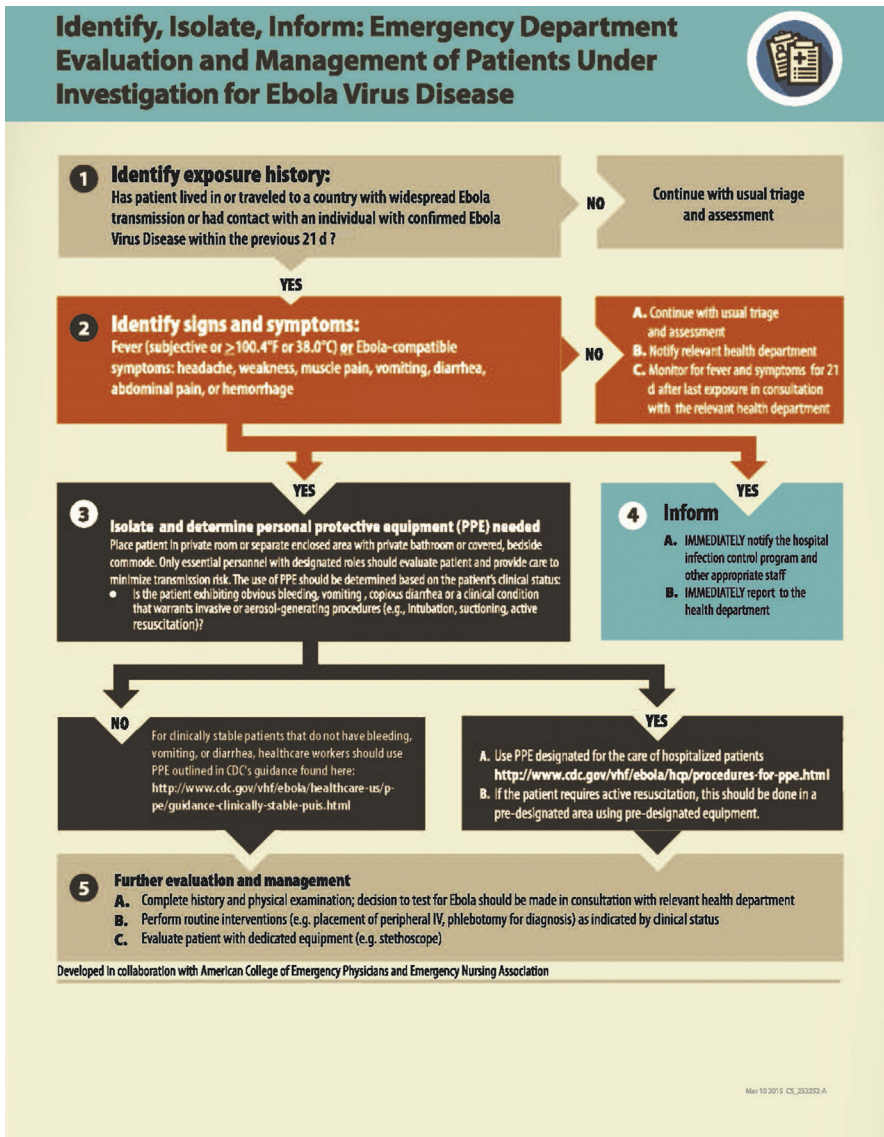 Identify, Isolate, Inform: Emergency Department
Evaluation and Management of Patients Under
Investigation for Ebola Virus Disease
1
Identify exposure history:
Has patient lived in or traveled to a country with widespread Ebola
transmission or had contact with an individual with confirmed Ebola
Virus Disease within the previous 21 d ?
NO
Continue with usual triage
and assessment
YES
2
Identify signs and symptoms:
Fever (subjective or ≥100.4°F or 38.0°C) or Ebola-compatible
symptoms: headache, weakness, muscle pain, vomiting, diarrhea,
abdominal pain, or hemorrhage
NO
A. Continue with usual triage
and assessment
B. Notify relevant health department
C. Monitor for fever and symptoms for 21
d after last exposure in consultation
with the relevant health department
YES
3
Isolate and determine personal protective equipment (PPE) needed
Place patient in private room or separate enclosed area with private bathroom or covered, bedside
commode. Only essential personnel with designated roles should evaluate patient and provide care to
minimize transmission risk. The use of PPE should be determined based on the patient's clinical status:
• Is the patient exhibiting obvious bleeding, vomiting , copious diarrhea or a clinical condition
that warrants invasive or aerosol-generating procedures (e.g., intubation, suctioning, active
resuscitation)?
YES
4
Inform
A. IMMEDIATELY notify the hospital
infection control program and
other appropriate staff
B. IMMEDIATELY report to the
health department
NO
For clinically stable patients that do not have bleeding,
vomiting, or diarrhea, healthcare workers should use
PPE outlined in CDC's guidance found here:
http://www.cdc.gov/vhf/ebola/healthcare-us/p-
pe/guidance-clinically-stable-puis.html
YES
A. Use PPE designated for the care of hospitalized patients
http://www.cdc.gov/vhf/ebola/hcp/procedures-for-ppe.html
B. If the patient requires active resuscitation, this should be done in a
pre-designated area using pre-designated equipment.
5
Further evaluation and management
A. Complete history and physical examination; decision to test for Ebola should be made in consultation with relevant health department
B. Perform routine interventions (e.g. placement of peripheral IV, phlebotomy for diagnosis) as indicated by clinical status
C. Evaluate patient with dedicated equipment (e.g. stethoscope)
Developed in collaboration with American College of Emergency Physicians and Emergency Nursing Association
Mar 10 2015 CS_252252-A